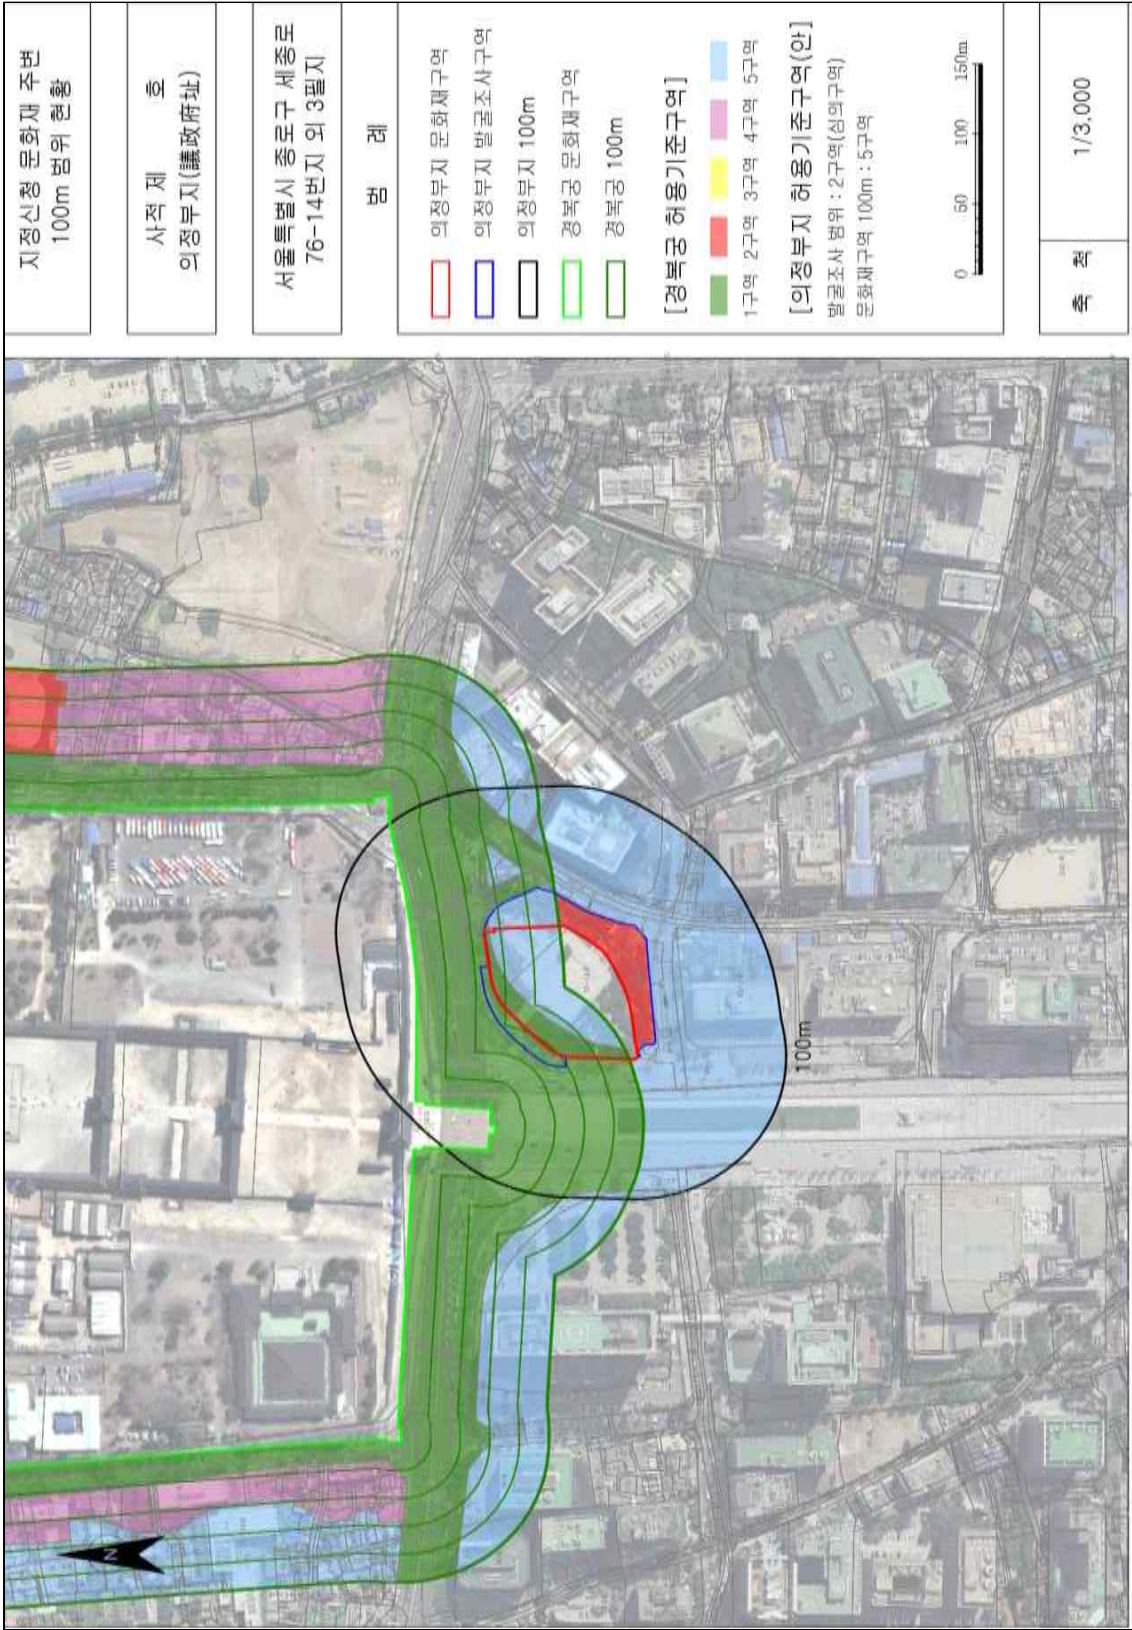 지정신청 문화재 주변
100m 범위 현황
사적 제 호
의정부지(議政府址)
서울특별시 종로구 세종로
76-14번지 외 3필지
범 례
의정부지 문화재구역
의정부지 발굴조사구역
의정부지 100m
경복궁 문화재구역
경복궁 100m
[경복궁 허용기준구역]
1구역 2구역 3구역 4구역 5구역
[의정부지 허용기준구역(안)]
발굴조사 범위 : 2구역(심의구역)
문화재구역 100m : 5구역
0 50 100 150m
축 척
1/3,000
100m
N